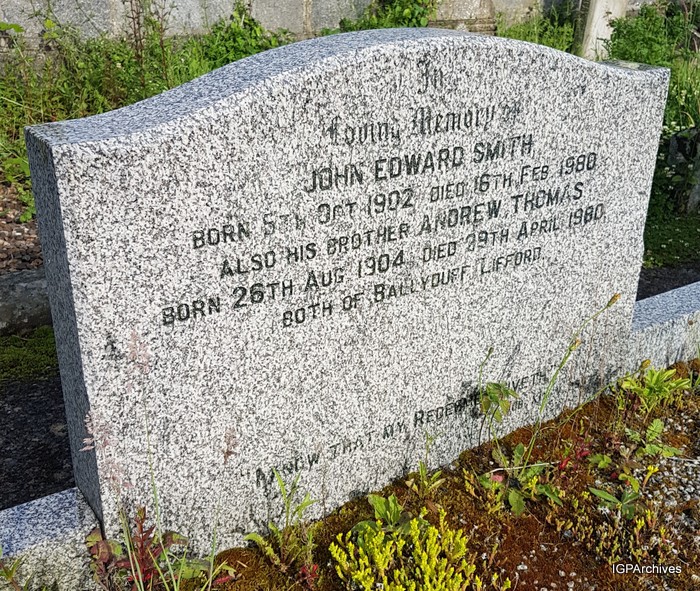 In
Loving Memory of
JOHN EDWARD SMITH
BORN 5TH OCT 1902 DIED 16TH FEB 1980
ALSO HIS BROTHER ANDREW THOMAS
BORN 26TH AUG 1904 DIED 29TH APRIL 1980
BOTH OF BALLYDUFF LIFFORD
KNOW THAT MY REDEEMER LIVETH
IGPArchives